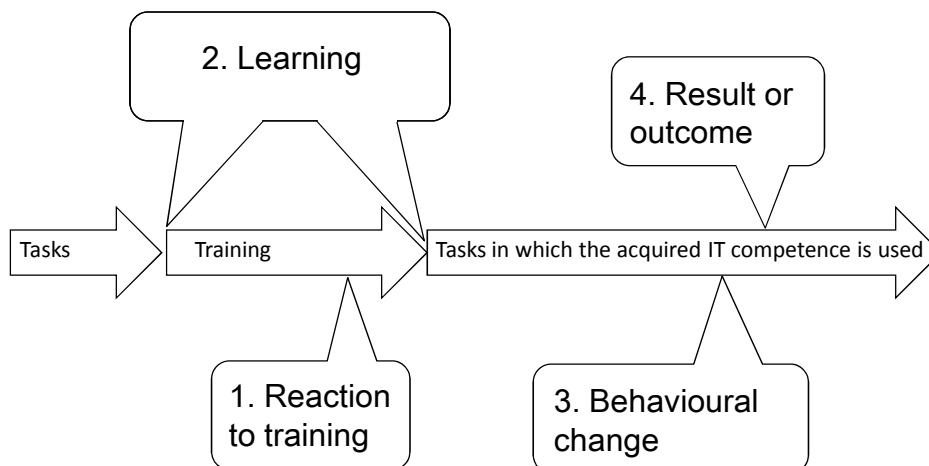 2. Learning
4. Result or
outcome
Tasks
Training
Tasks in which the acquired IT competence is used
1. Reaction
to training
3. Behavioural
change